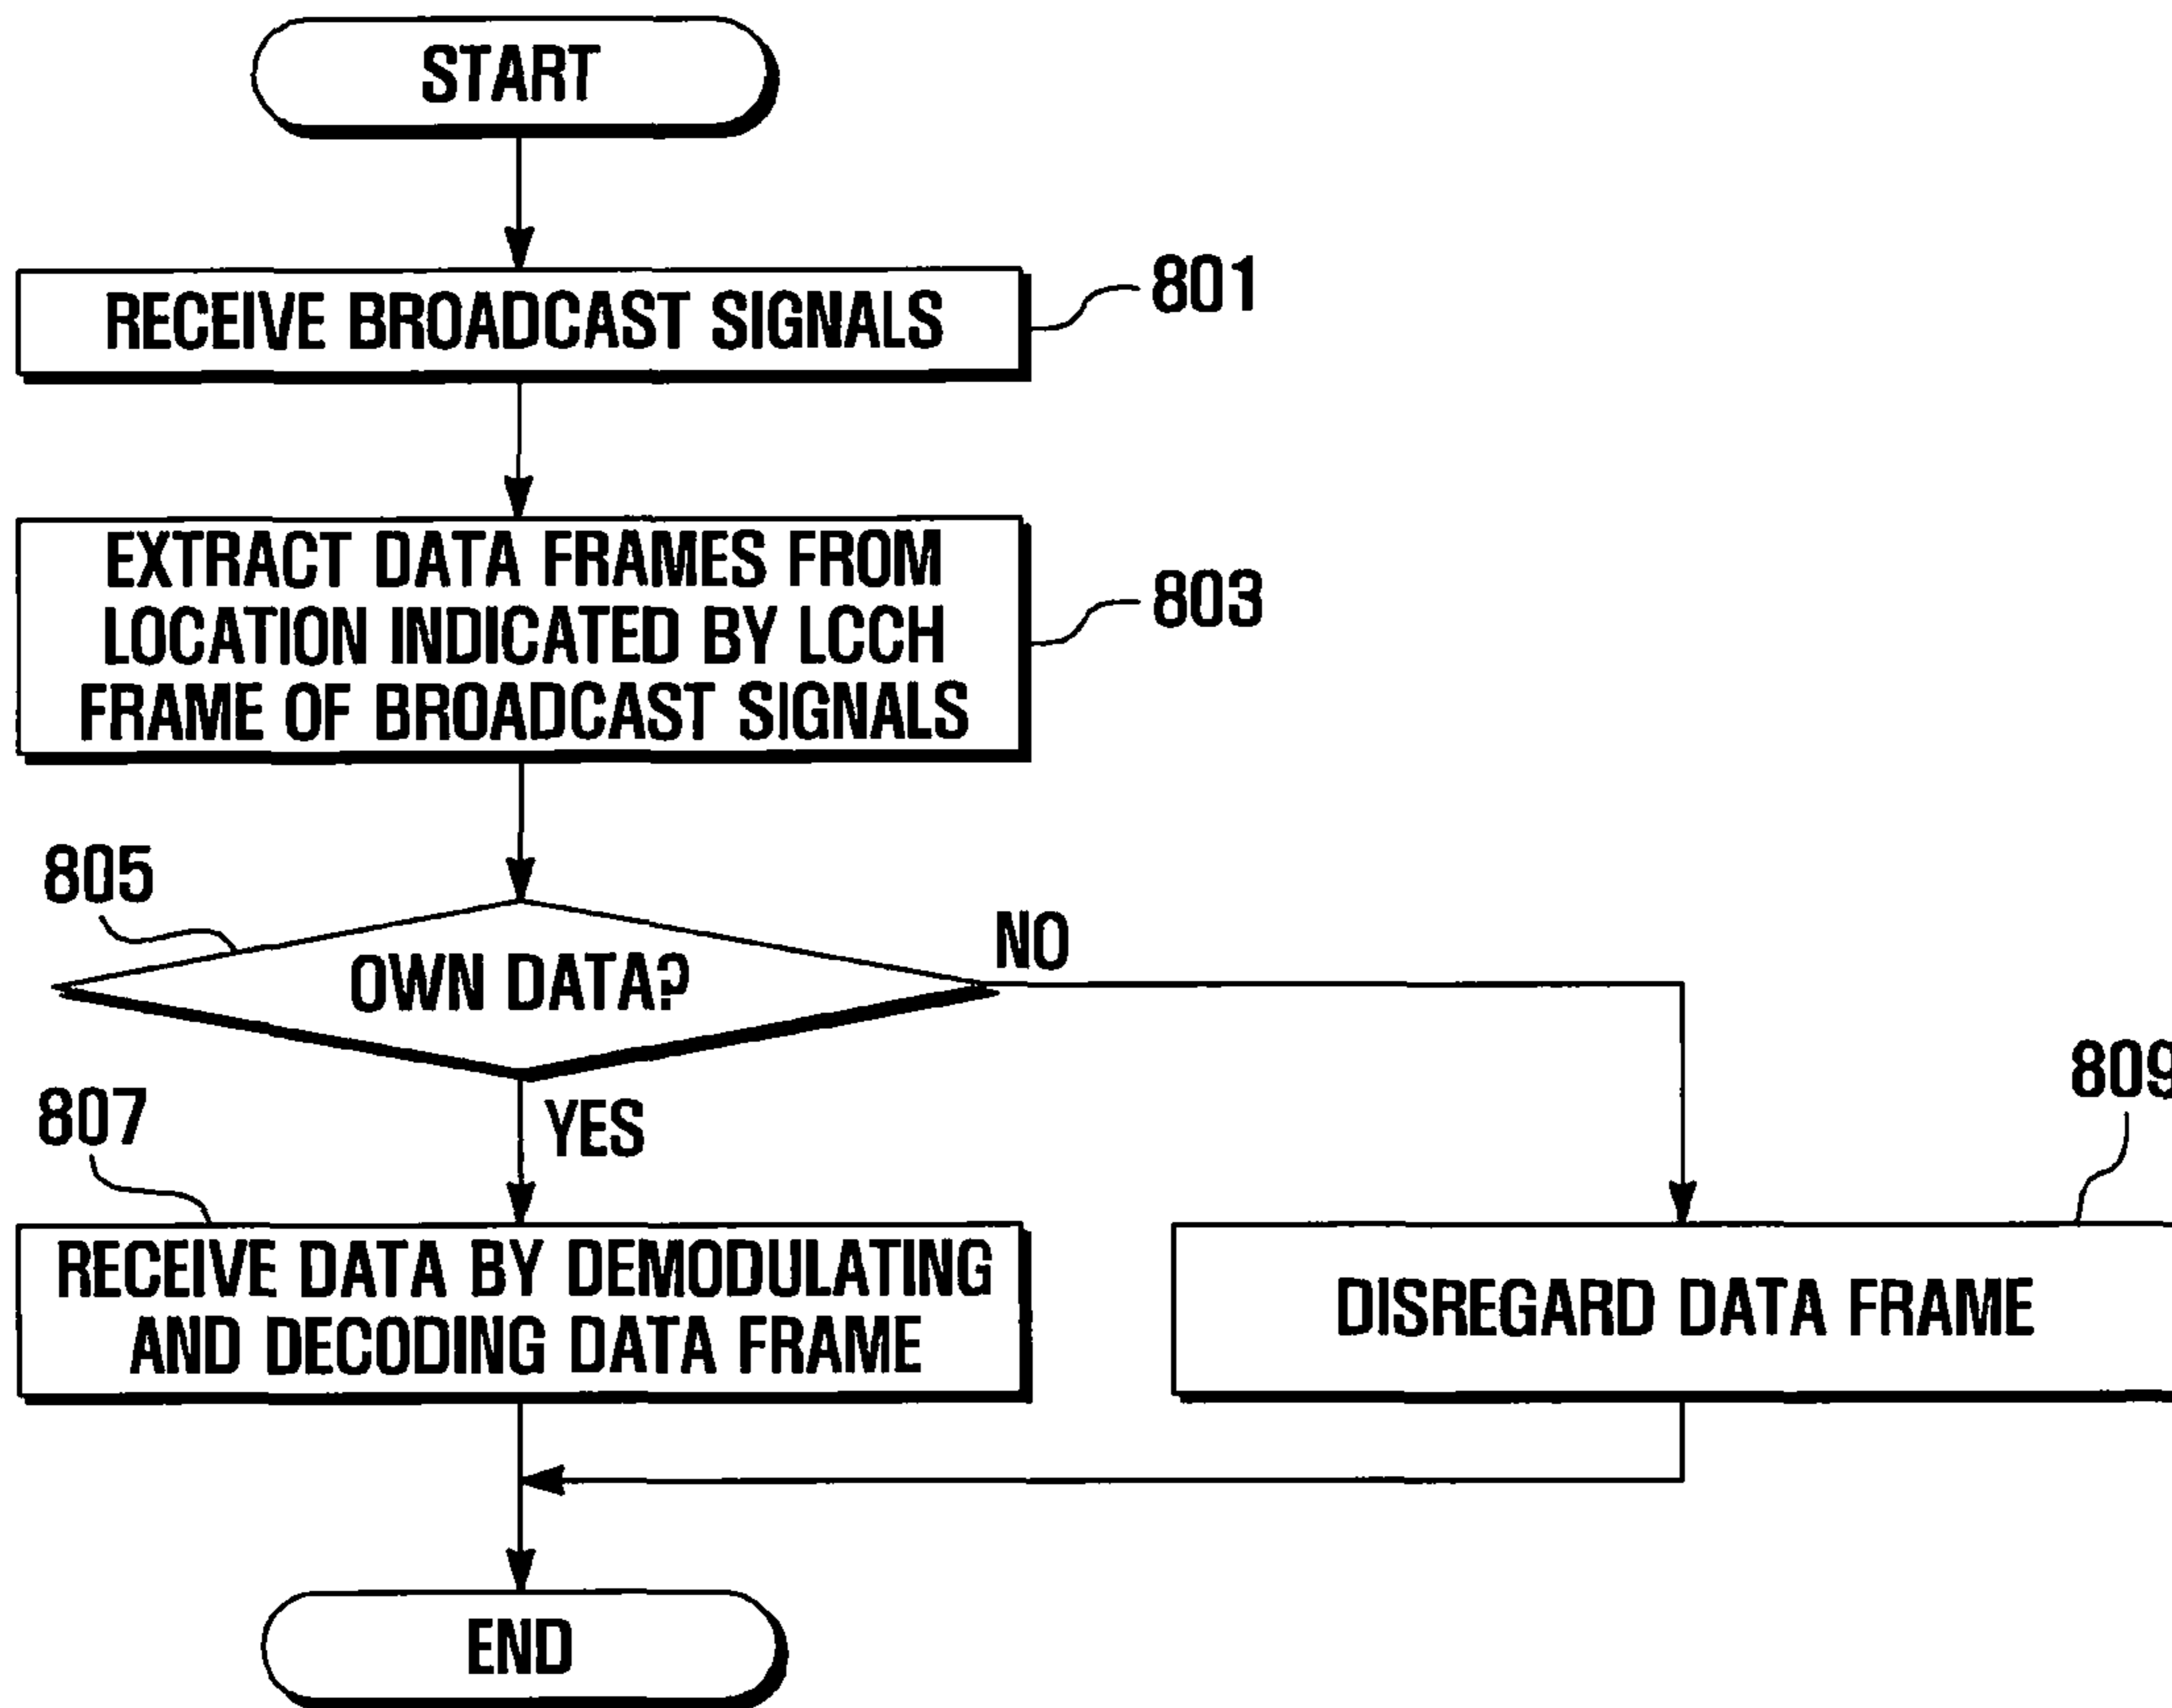 START
RECEIVE BROADCAST SIGNALS
801
EXTRACT DATA FRAMES FROM
LOCATION INDICATED BY LCCH
FRAME OF BROADCAST SIGNALS
803
805
OWN DATA?
NO
YES
807
RECEIVE DATA BY DEMODULATING
AND DECODING DATA FRAME
809
DISREGARD DATA FRAME
END